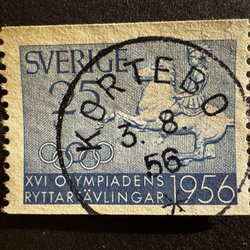 SVERIGE
25
KORTEBO
3. 8
56
XVI OLYMPIADENS
RYTTARTÄVLINGAR 1956